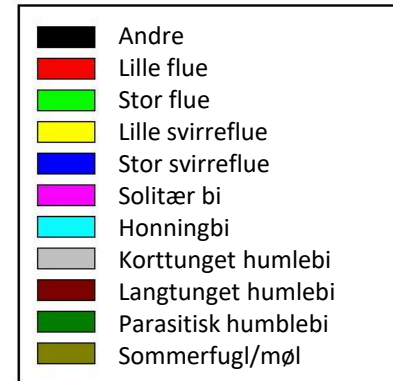 Andre
Lille flue
Stor flue
Lille svirreflue
Stor svirreflue
Solitær bi
Honningbi
Korttunget humlebi
Langtunget humlebi
Parasitisk humblebi
Sommerfugl/møl